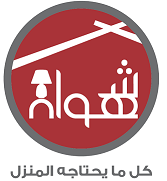 شهوان
كل ما يحتاجه المنزل